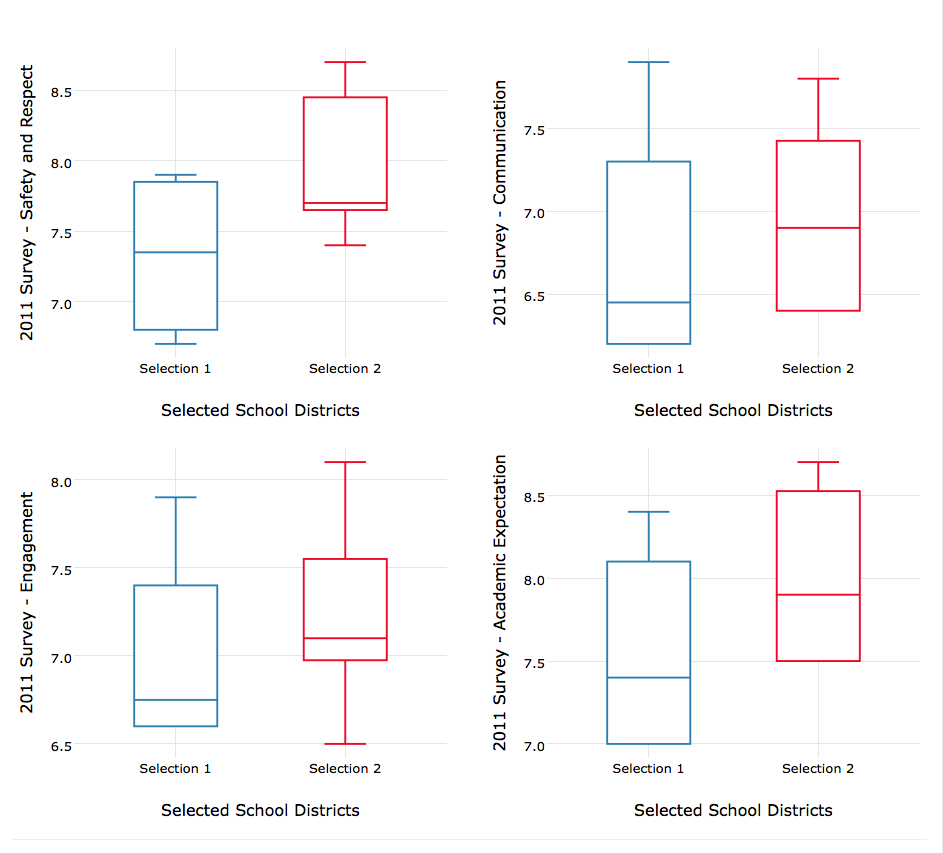 2011 Survey - Safety and Respect
8.5
8.0
7.5
7.0
Selection 1 Selection 2
Selected School Districts
2011 Survey - Communication
7.5
7.0
6.5
Selection 1 Selection 2
Selected School Districts
2011 Survey - Engagement
8.0
7.5
7.0
6.5
Selection 1 Selection 2
Selected School Districts
2011 Survey - Academic Expectation
8.5
8.0
7.5
7.0
Selection 1 Selection 2
Selected School Districts